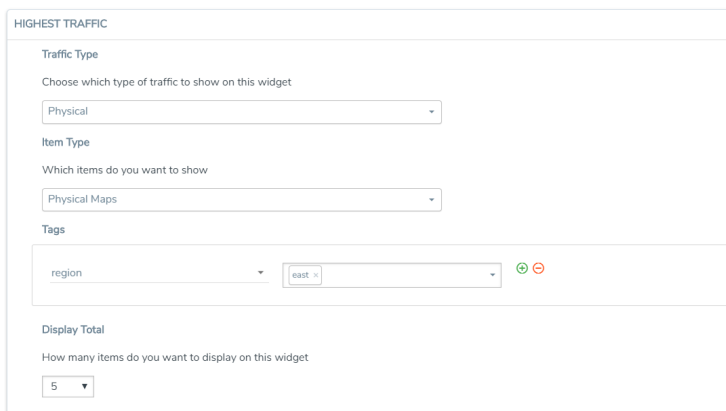 HIGHEST TRAFFIC
Traffic Type
Choose which type of traffic to show on this widget
Physical
Item Type
Which items do you want to show
Physical Maps
Tags
region east ×
Display Total
How many items do you want to display on this widget
5